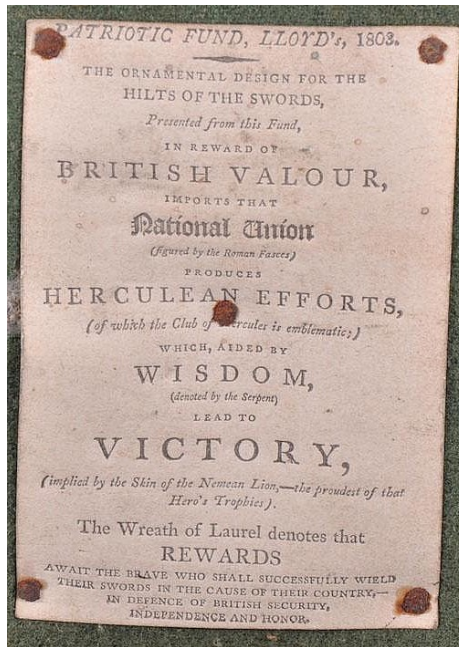 PATRIOTIC FUND, LLOYD's, 1803.
THE ORNAMENTAL DESIGN FOR THE
HILTS OF THE SWORDS,
Presented from this Fund,
IN REWARD OF
BRITISH VALOUR,
IMPORTS THAT
National Union
(figured by the Roman Fasces)
PRODUCES
HERCULEAN EFFORTS,
(of which the Club of Hercules is emblematic;)
WHICH, AIDED BY
WISDOM,
(denoted by the Serpent)
LEAD TO
VICTORY,
(implied by the Skin of the Nemean Lion,—the proudest of that
Hero's Trophies).
The Wreath of Laurel denotes that
REWARDS
AWAIT THE BRAVE WHO SHALL SUCCESSFULLY WIELD
THEIR SWORDS IN THE CAUSE OF THEIR COUNTRY,—
IN DEFENCE OF BRITISH SECURITY,
INDEPENDENCE AND HONOR.